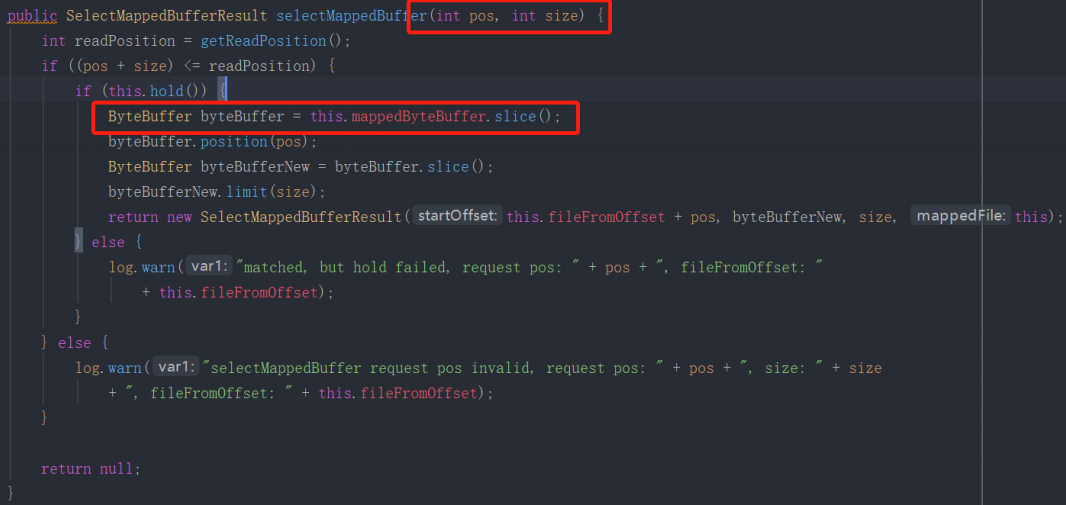 public SelectMappedBufferResult selectMappedBuffer(int pos, int size) {
int readPosition = getReadPosition();
if ((pos + size) <= readPosition) {
if (this.hold()) {
ByteBuffer byteBuffer = this.mappedByteBuffer.slice();
byteBuffer.position(pos);
ByteBuffer byteBufferNew = byteBuffer.slice();
byteBufferNew.limit(size);
return new SelectMappedBufferResult( startOffset: this.fileFromOffset + pos, byteBufferNew, size, mappedFile: this);
} else {
log.warn( var1: "matched, but hold failed, request pos: " + pos + ", fileFromOffset: "
+ this.fileFromOffset);
}
} else {
log.warn( var1: "selectMappedBuffer request pos invalid, request pos: " + pos + ", size: " + size
+ ", fileFromOffset: " + this.fileFromOffset);
}
return null;
}